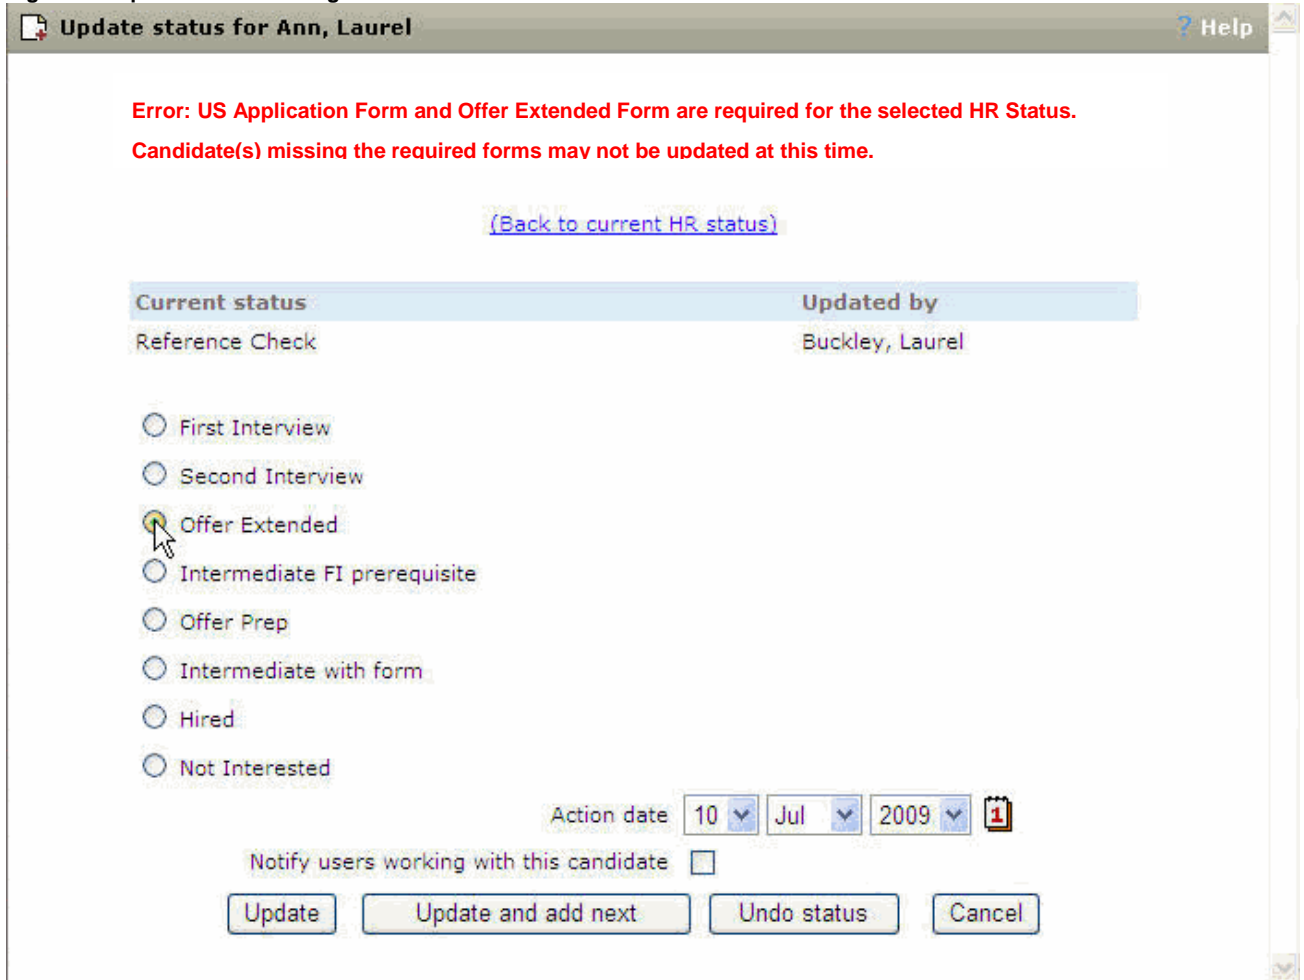 Update status for Ann, Laurel
? Help
Error: US Application Form and Offer Extended Form are required for the selected HR Status.
Candidate(s) missing the required forms may not be updated at this time.
(Back to current HR status)
Current status Updated by
Reference Check Buckley, Laurel
First Interview
Second Interview
Offer Extended
Intermediate FI prerequisite
Offer Prep
Intermediate with form
Hired
Not Interested
Action date 10 Jul 2009 1
Notify users working with this candidate
Update Update and add next Undo status Cancel